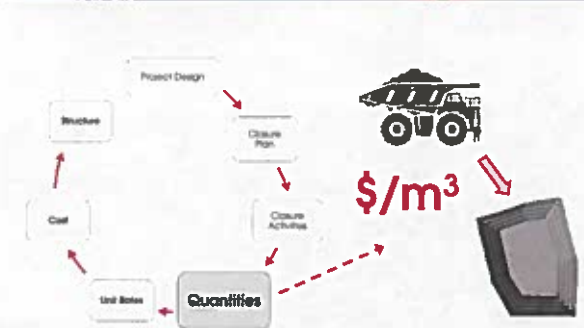 Project Design
Structure
Closure
Plan
$/m³
Cost
Closure
Activities
Unit Rates
Quantities